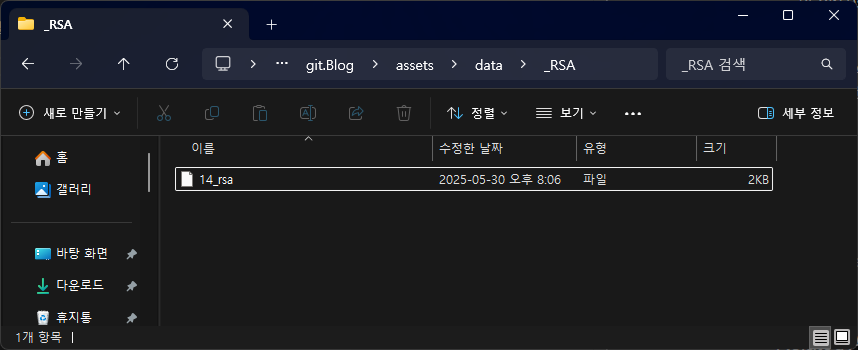 _RSA
git.Blog assets data _RSA
_RSA 검색
새로 만들기 정렬 보기 세부 정보
이름 수정한 날짜 유형 크기
홈
갤러리
14_rsa 2025-05-30 오후 8:06 파일 2KB
바탕 화면
다운로드
휴지통
1개 항목